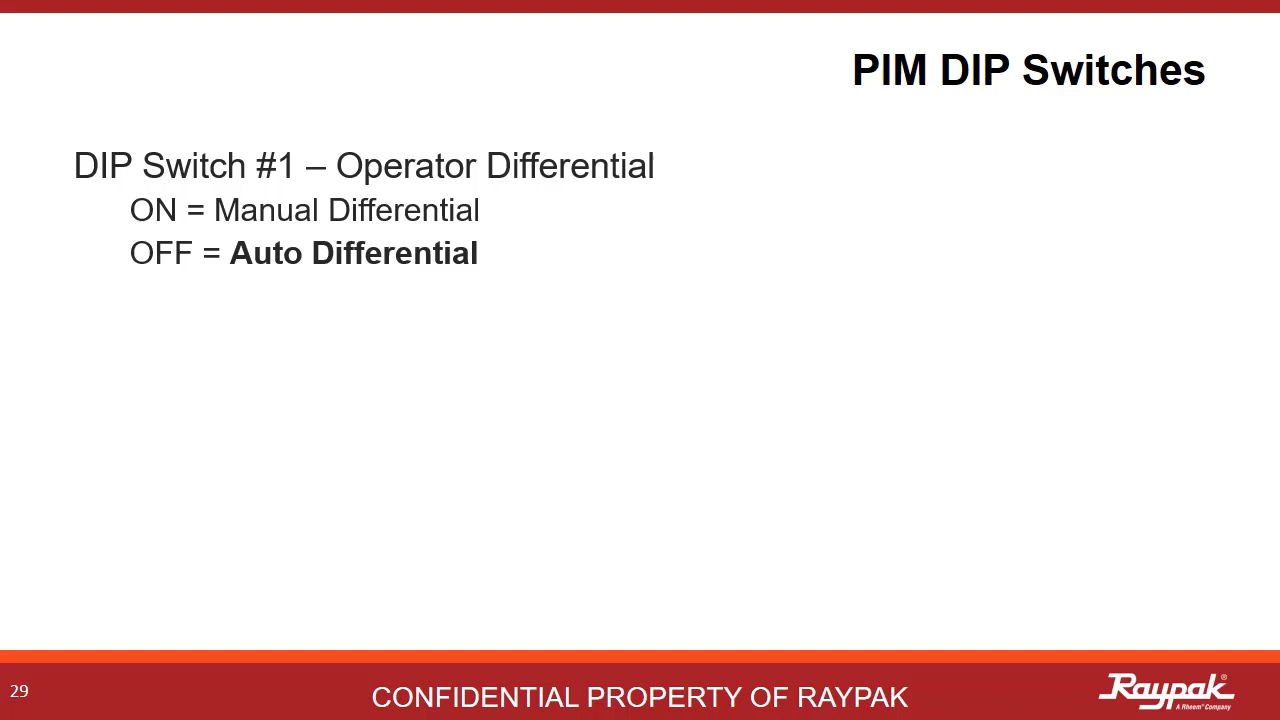 PIM DIP Switches
DIP Switch #1 – Operator Differential
ON = Manual Differential
OFF = Auto Differential
29
CONFIDENTIAL PROPERTY OF RAYPAK
Raypak®
A Rheem® Company